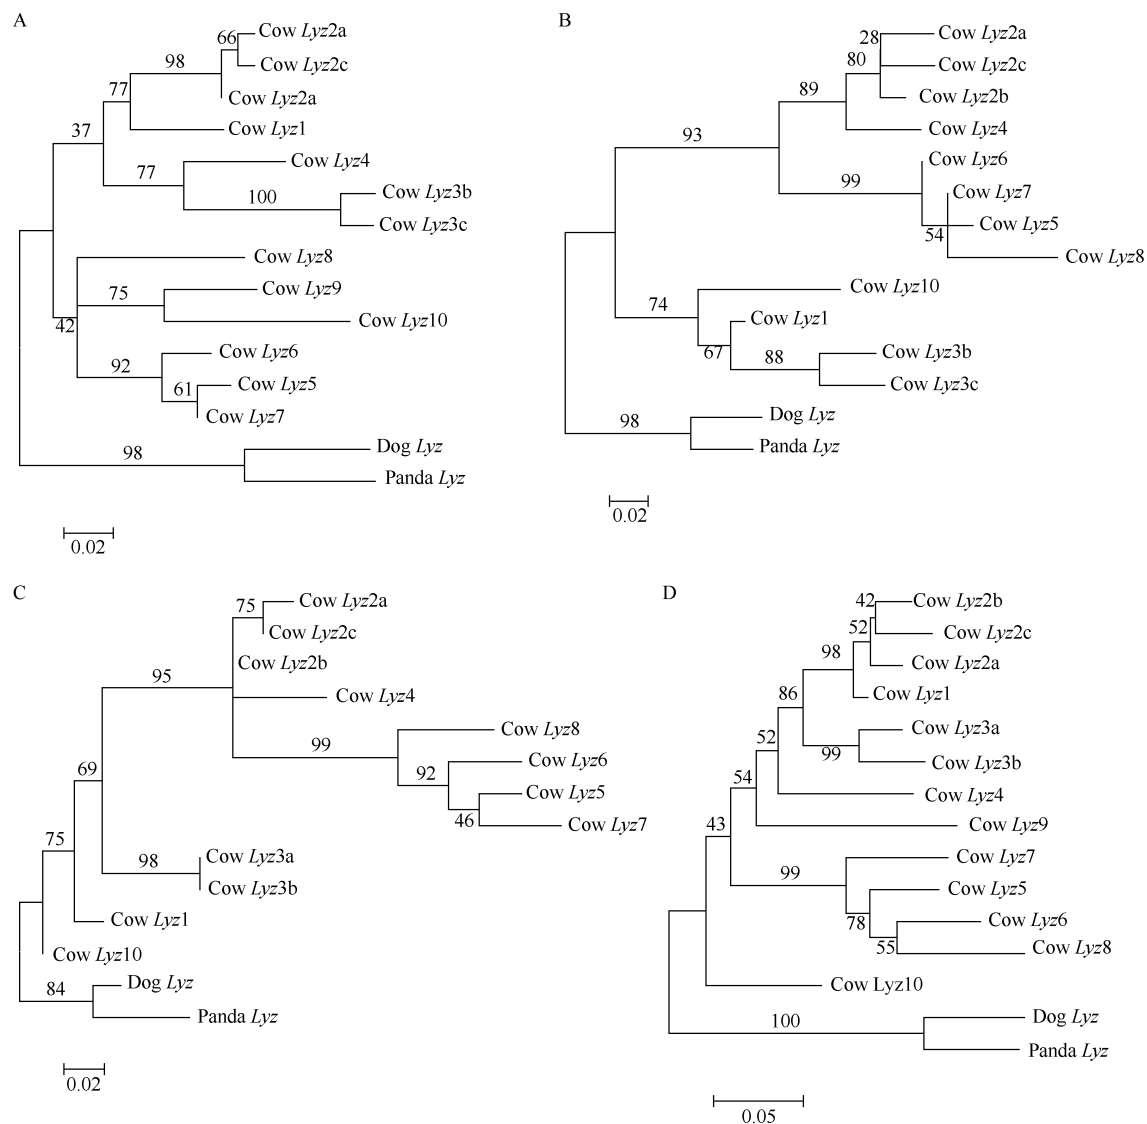 A
66
Cow Lyz2a
98
Cow Lyz2c
77
Cow Lyz2a
37
Cow Lyz1
77
Cow Lyz4
100
Cow Lyz3b
Cow Lyz3c
Cow Lyz8
75
Cow Lyz9
42
Cow Lyz10
92
Cow Lyz6
61
Cow Lyz5
Cow Lyz7
98
Dog Lyz
Panda Lyz
0.02
B
28
Cow Lyz2a
80
Cow Lyz2c
89
Cow Lyz2b
93
Cow Lyz4
Cow Lyz6
99
Cow Lyz7
54
Cow Lyz5
Cow Lyz8
74
Cow Lyz10
67
Cow Lyz1
88
Cow Lyz3b
Cow Lyz3c
98
Dog Lyz
Panda Lyz
0.02
C
75
Cow Lyz2a
Cow Lyz2c
95
Cow Lyz2b
Cow Lyz4
99
Cow Lyz8
92
Cow Lyz6
69
46
Cow Lyz5
Cow Lyz7
75
98
Cow Lyz3a
Cow Lyz3b
Cow Lyz1
Cow Lyz10
84
Dog Lyz
Panda Lyz
0.02
D
42
Cow Lyz2b
52
Cow Lyz2c
98
Cow Lyz2a
86
Cow Lyz1
52
99
Cow Lyz3a
Cow Lyz3b
54
Cow Lyz4
43
Cow Lyz9
99
Cow Lyz7
78
Cow Lyz5
55
Cow Lyz6
Cow Lyz8
Cow Lyz10
100
Dog Lyz
Panda Lyz
0.05